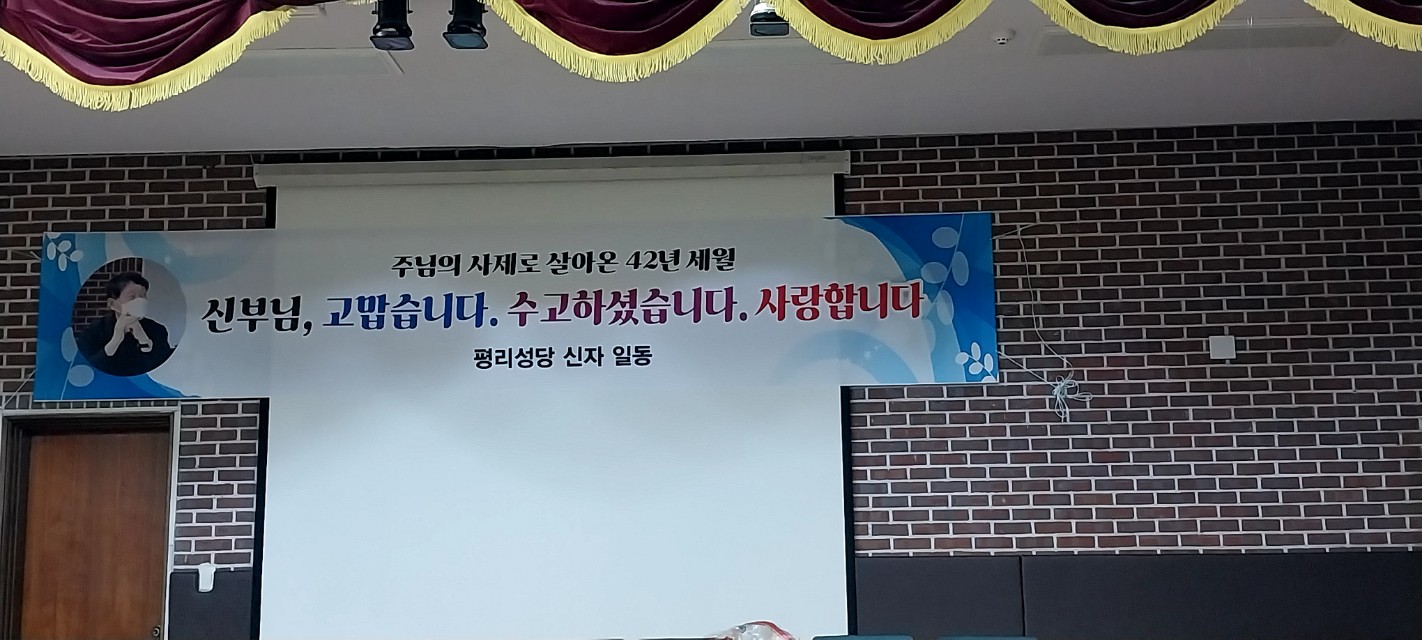 주님의 사제로 살아온 42년 세월
신부님, 고맙습니다. 수고하셨습니다. 사랑합니다
평리성당 신자 일동